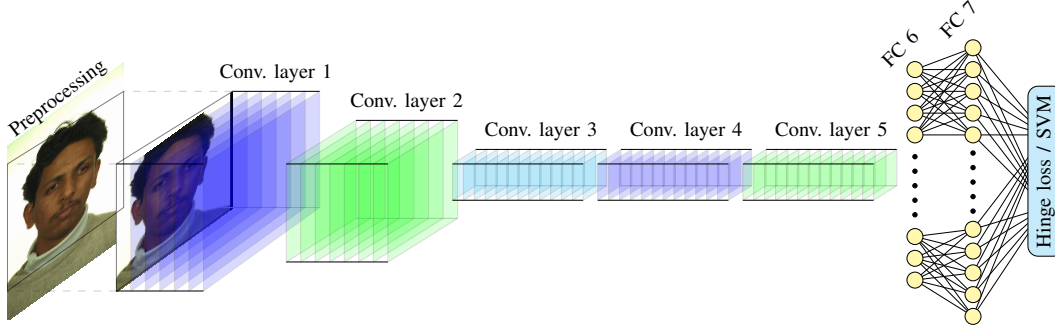 Preprocessing
Conv. layer 1
Conv. layer 2
Conv. layer 3
Conv. layer 4
Conv. layer 5
FC 6
FC 7
Hinge loss / SVM